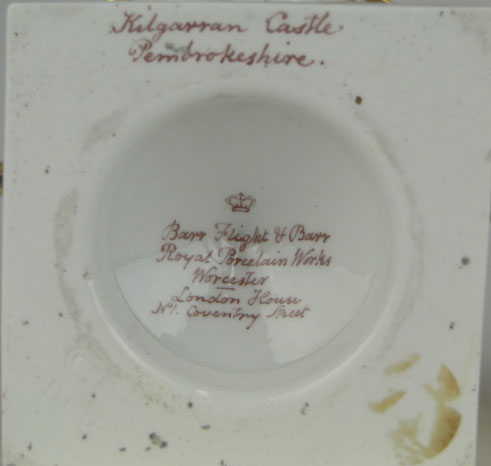 Kilgarran Castle
Pembrokeshire.
Barr Flight & Barr
Royal Porcelain Works
Worcester
London House
No 1. Coventry Street